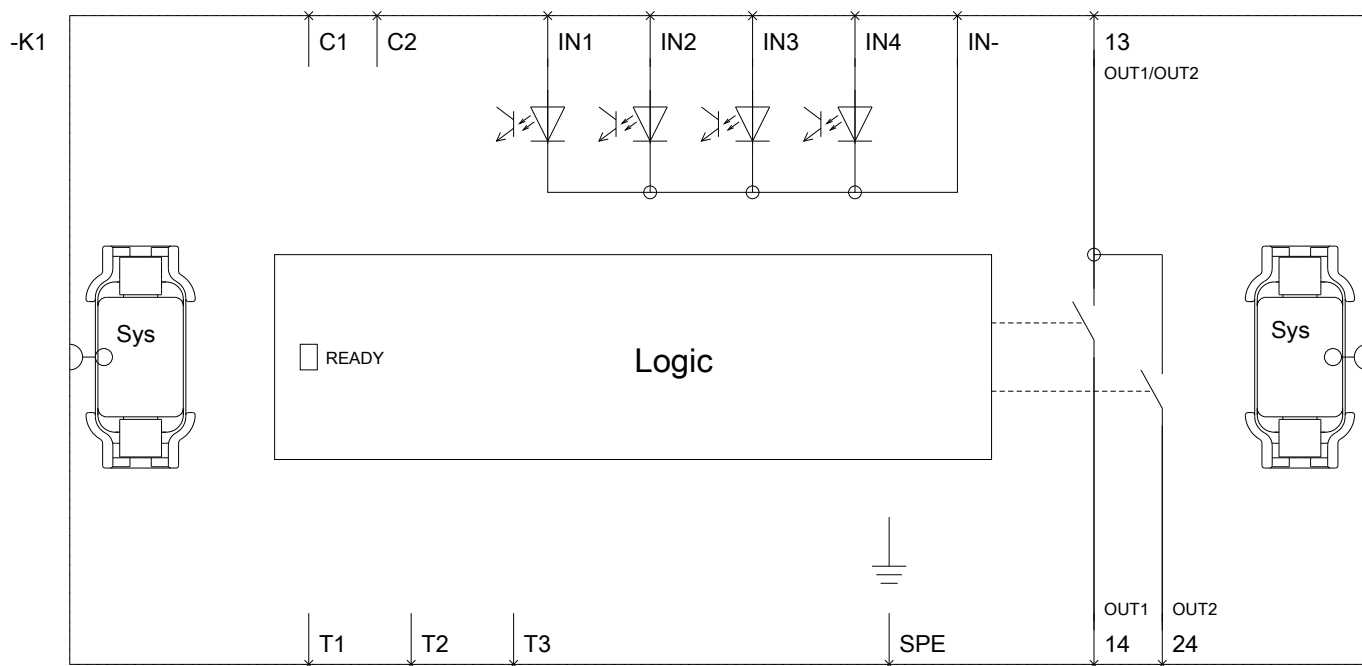 -K1
C1
C2
IN1
IN2
IN3
IN4
IN-
13
OUT1/OUT2
Sys
READY
Logic
Sys
OUT1
OUT2
T1
T2
T3
SPE
14
24